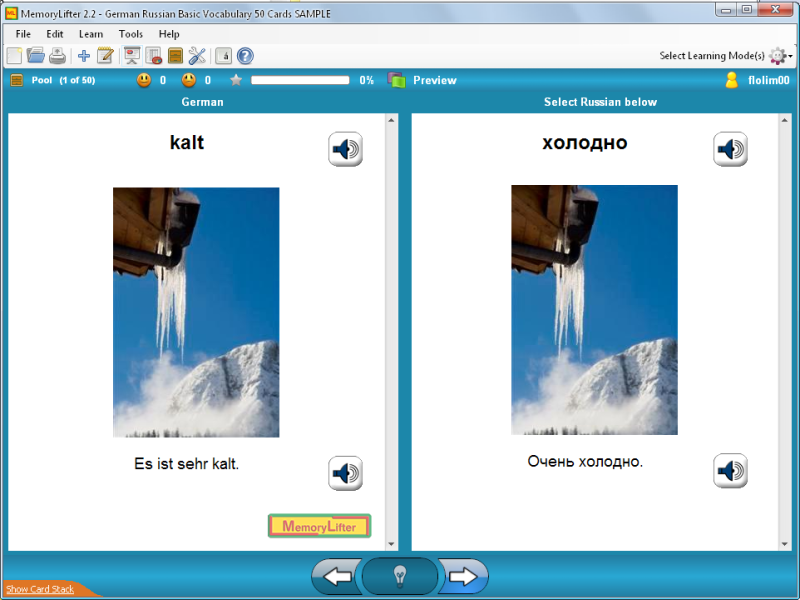 MemoryLifter 2.2 - German Russian Basic Vocabulary 50 Cards SAMPLE
File Edit Learn Tools Help
Select Learning Mode(s)
Pool (1 of 50) 0 0 0% Preview flolim00
German
Select Russian below
kalt
холодно
Es ist sehr kalt.
Очень холодно.
MemoryLifter
Show Card Stack